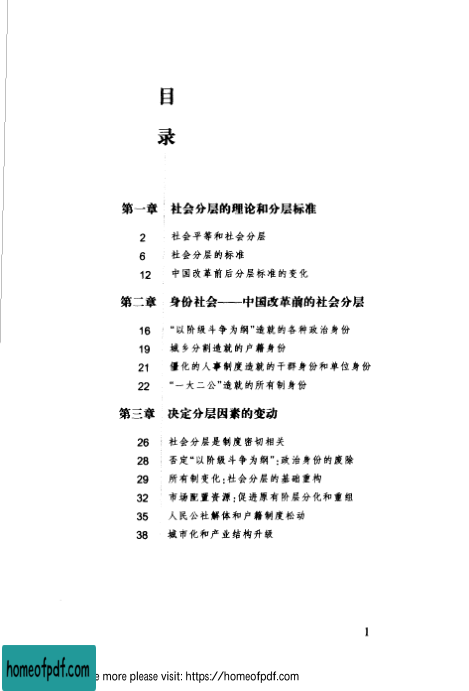 目
录
第一章 社会分层的理论和分层标准
2 社会平等和社会分层
6 社会分层的标准
12 中国改革前后分层标准的变化
第二章 身份社会——中国改革前的社会分层
16 “以阶级斗争为纲”造就的各种政治身份
19 城乡分割造就的户籍身份
21 僵化的人事制度造就的干群身份和单位身份
22 “一大二公”造就的所有制身份
第三章 决定分层因素的变动
26 社会分层是制度密切相关
28 否定“以阶级斗争为纲”:政治身份的废除
29 所有制变化:社会分层的基础重构
32 市场配置资源:促进原有阶层分化和重组
35 人民公社解体和户籍制度松动
38 城市化和产业结构升级
1
homeofpdf.com
e more please visit: https://homeofpdf.com